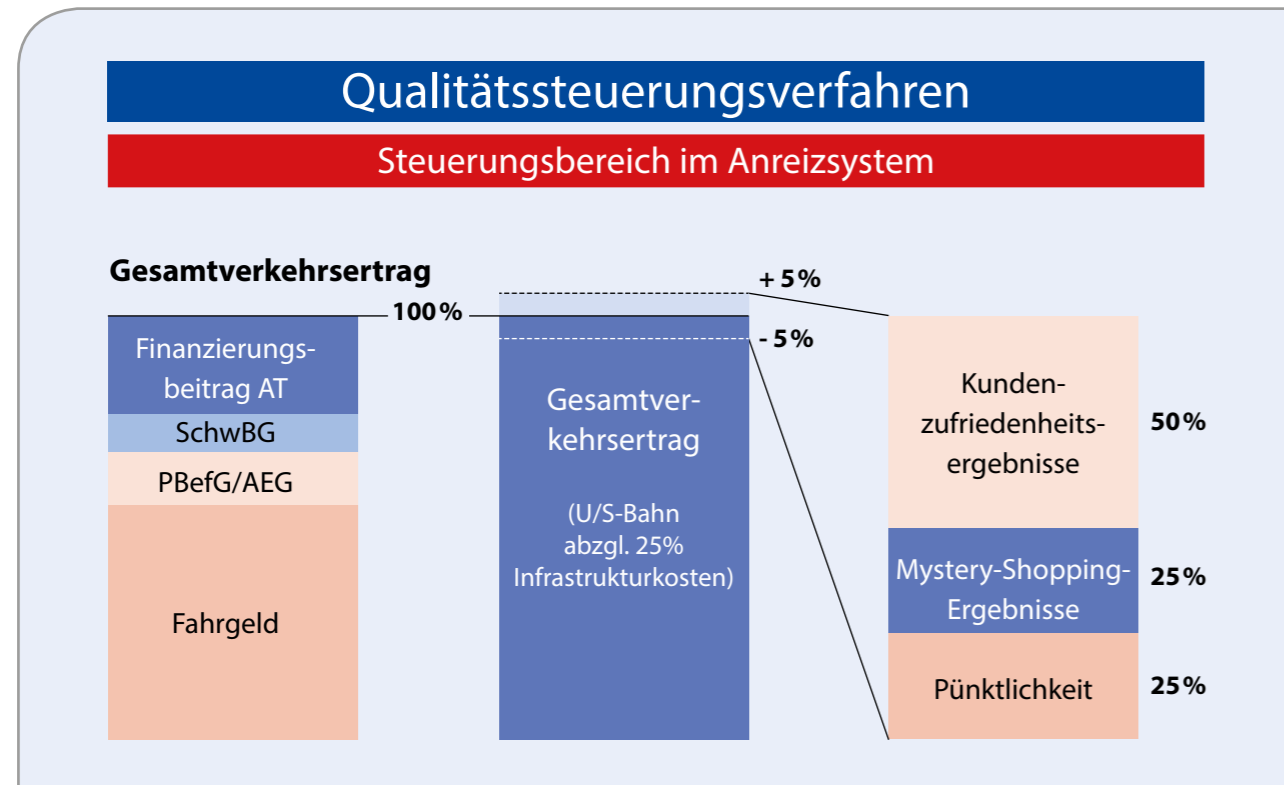 Qualitätssteuerungsverfahren
Steuerungsbereich im Anreizsystem
Gesamtverkehrsertrag
100%
Finanzierungs-
beitrag AT
SchwBG
PBefG/AEG
Fahrgeld
+ 5%
- 5%
Gesamtver-
kehrsertrag
(U/S-Bahn
abzgl. 25%
Infrastrukturkosten)
Kunden-
zufriedenheits-
ergebnisse
50%
Mystery-Shopping-
Ergebnisse
25%
Pünktlichkeit
25%